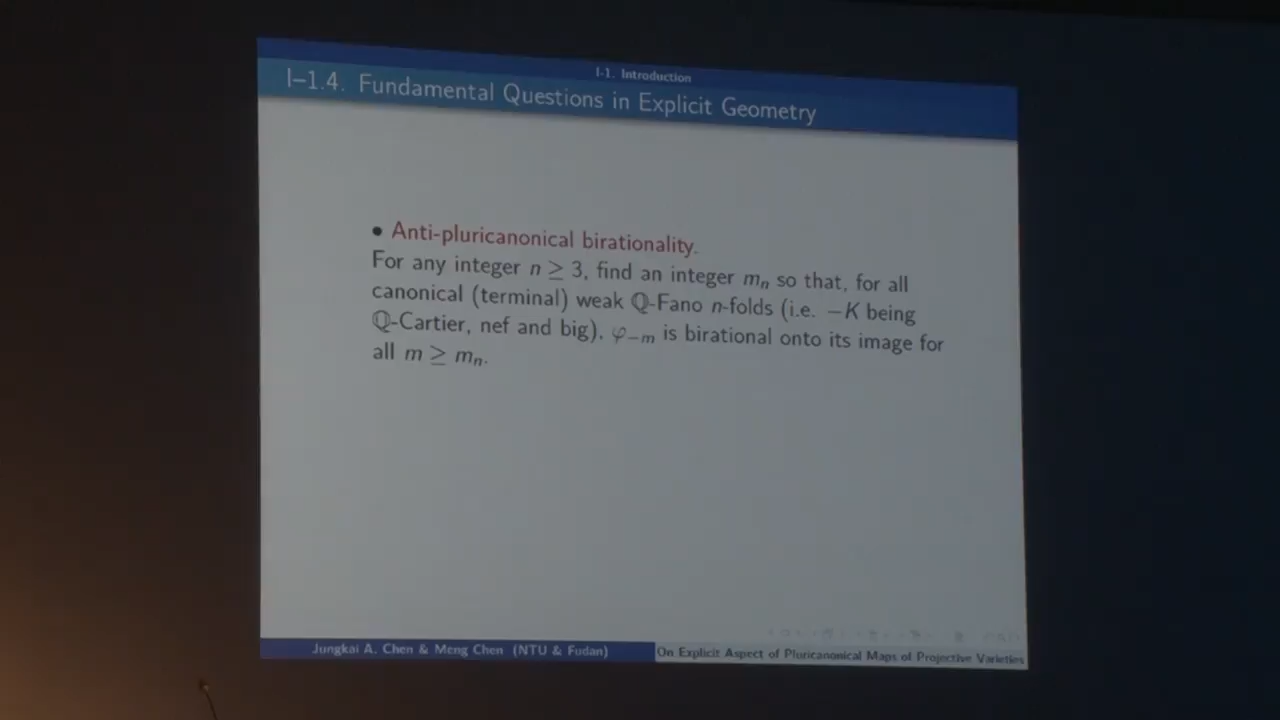 I-1. Introduction
I–1.4. Fundamental Questions in Explicit Geometry
• Anti-pluricanonical birationality.
For any integer n ≥ 3, find an integer mₙ so that, for all
canonical (terminal) weak ℚ-Fano n-folds (i.e. −K being
ℚ-Cartier, nef and big), φ₋ₘ is birational onto its image for
all m ≥ mₙ.
Jungkai A. Chen & Meng Chen (NTU & Fudan)
On Explicit Aspect of Pluricanonical Maps of Projective Varieties